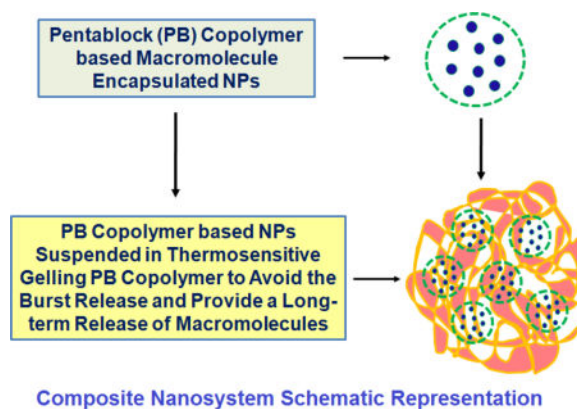 Pentablock (PB) Copolymer
based Macromolecule
Encapsulated NPs
PB Copolymer based NPs
Suspended in Thermosensitive
Gelling PB Copolymer to Avoid the
Burst Release and Provide a Long-
term Release of Macromolecules
Composite Nanosystem Schematic Representation